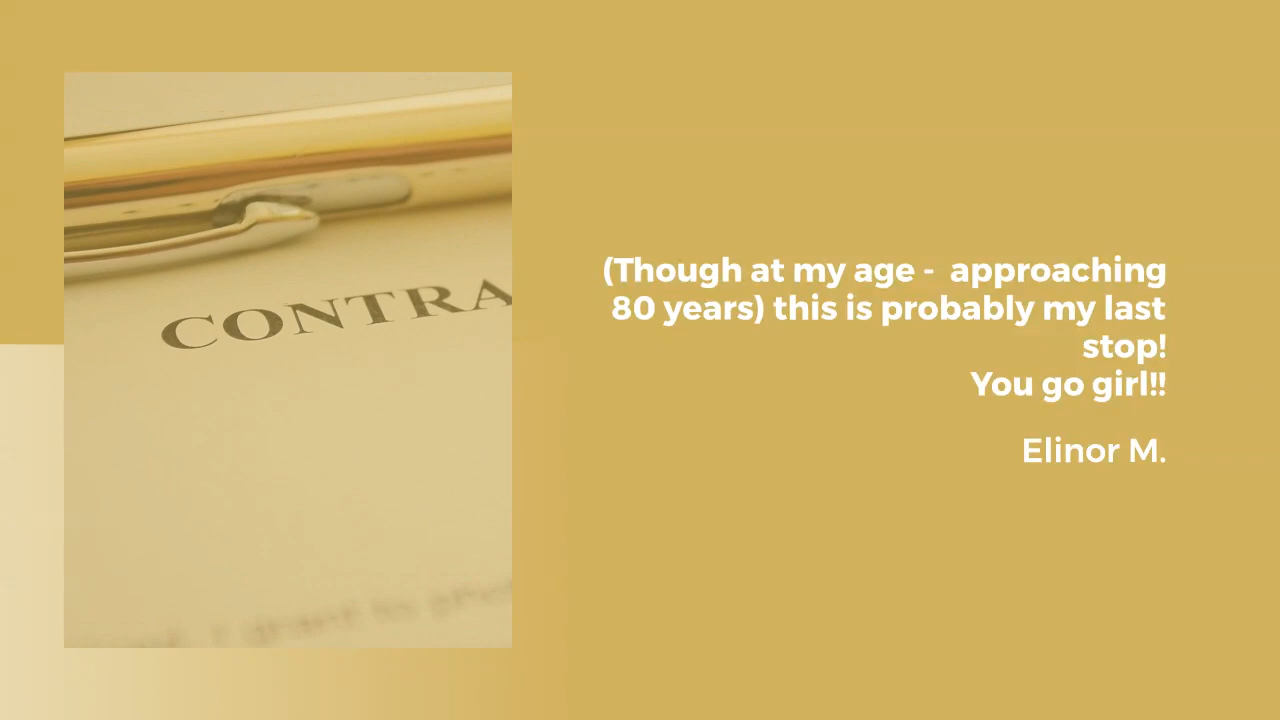 CONTRA
(Though at my age -  approaching
80 years) this is probably my last
stop!
You go girl!!
Elinor M.